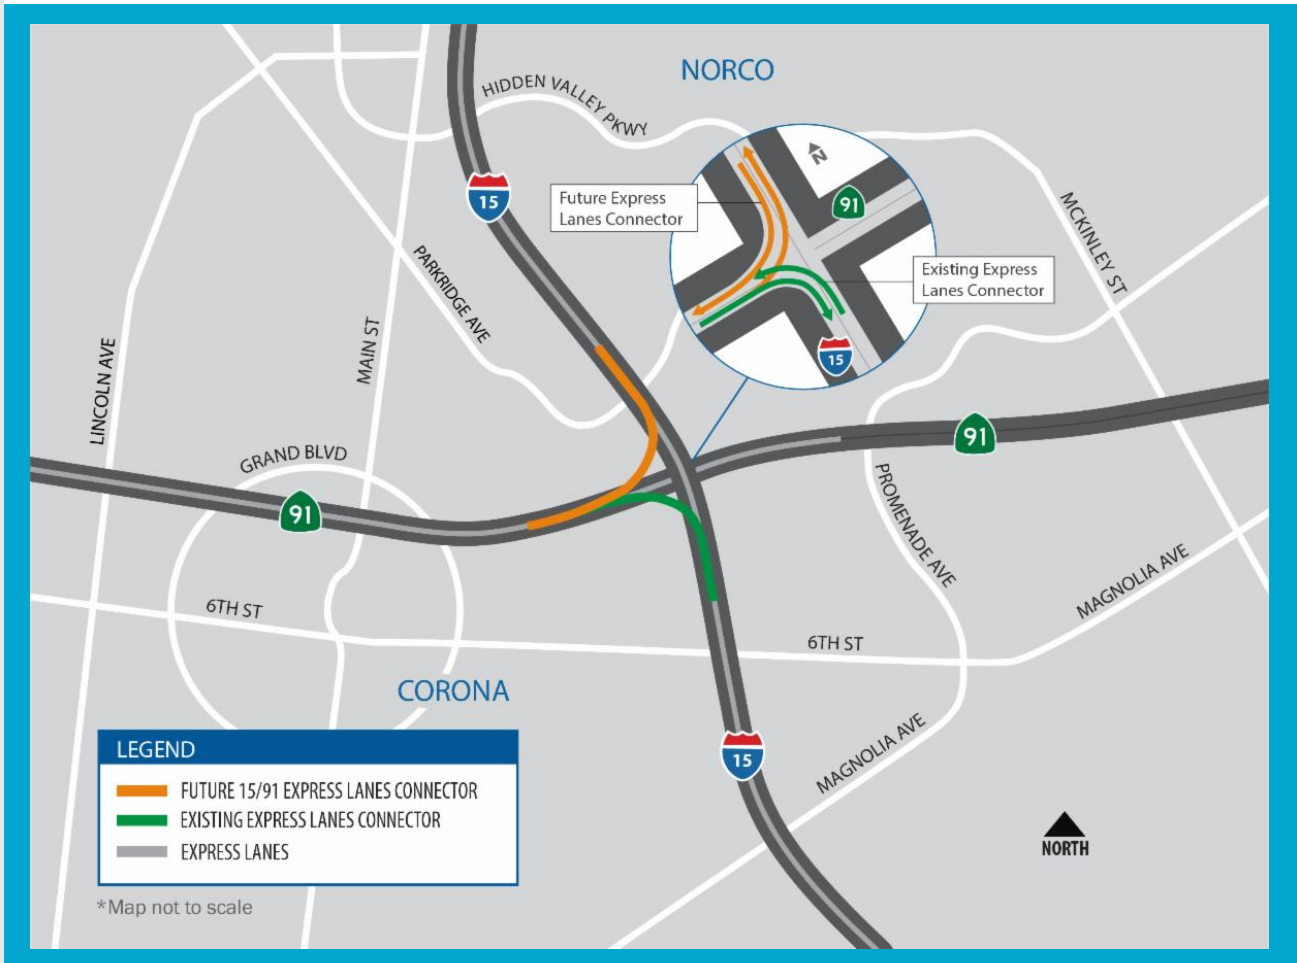 NORCO
HIDDEN VALLEY PKWY
15
Future Express
Lanes Connector
N
91
Existing Express
Lanes Connector
15
MCKINLEY ST
PARKRIDGE AVE
MAIN ST
LINCOLN AVE
GRAND BLVD
91
91
PROMENADE AVE
MAGNOLIA AVE
6TH ST
6TH ST
CORONA
15
MAGNOLIA AVE
LEGEND
FUTURE 15/91 EXPRESS LANES CONNECTOR
EXISTING EXPRESS LANES CONNECTOR
EXPRESS LANES
*Map not to scale
NORTH